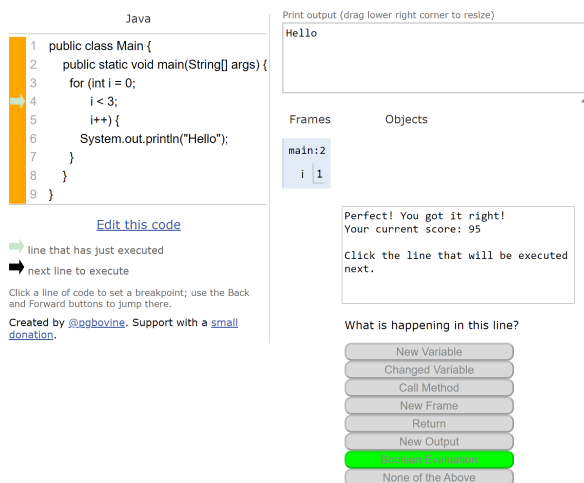 Java
1 public class Main {
2 public static void main(String[] args) {
3 for (int i = 0;
4 i < 3;
5 i++) {
6 System.out.println("Hello");
7 }
8 }
9 }
Edit this code
line that has just executed
next line to execute
Click a line of code to set a breakpoint; use the Back
and Forward buttons to jump there.
Created by @pgbovine. Support with a small
donation.
Print output (drag lower right corner to resize)
Hello
Frames Objects
main:2
i 1
Perfect! You got it right!
Your current score: 95
Click the line that will be executed
next.
What is happening in this line?
New Variable
Changed Variable
Call Method
New Frame
Return
New Output
Boolean Evaluation
None of the Above